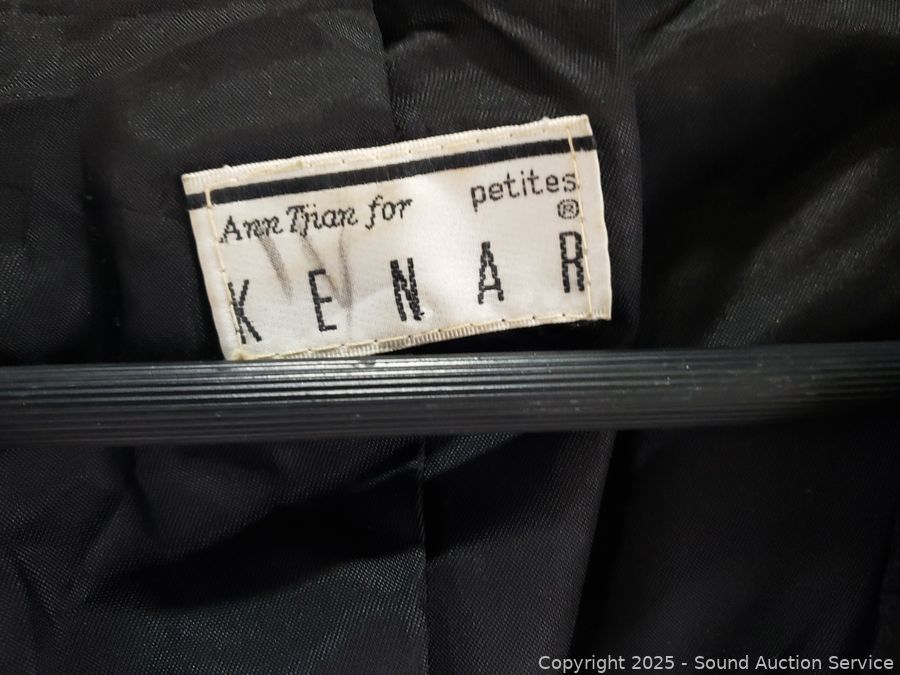 Ann Tjian for petites
®
KENAR
W
Copyright 2025 - Sound Auction Service